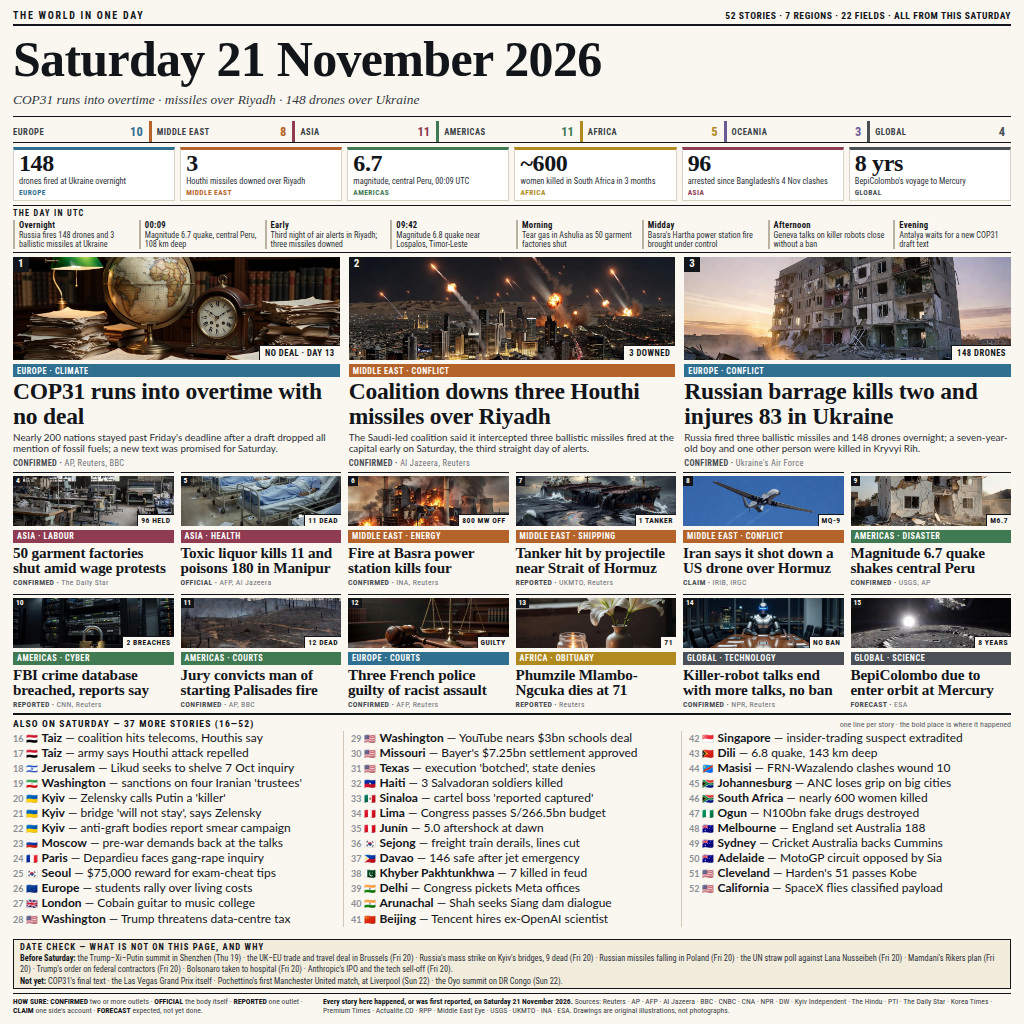 THE WORLD IN ONE DAY
52 STORIES · 7 REGIONS · 22 FIELDS · ALL FROM THIS SATURDAY
Saturday 21 November 2026
COP31 runs into overtime · missiles over Riyadh · 148 drones over Ukraine
EUROPE 10
MIDDLE EAST 8
ASIA 11
AMERICAS 11
AFRICA 5
OCEANIA 3
GLOBAL 4
148
drones fired at Ukraine overnight
EUROPE
3
Houthi missiles downed over Riyadh
MIDDLE EAST
6.7
magnitude, central Peru, 00:09 UTC
AMERICAS
~600
women killed in South Africa in 3 months
AFRICA
96
arrested since Bangladesh's 4 Nov clashes
ASIA
8 yrs
BepiColombo's voyage to Mercury
GLOBAL
THE DAY IN UTC
Overnight
Russia fires 148 drones and 3
ballistic missiles at Ukraine
00:09
Magnitude 6.7 quake, central Peru,
108 km deep
Early
Third night of air alerts in Riyadh;
three missiles downed
09:42
Magnitude 6.8 quake near
Lospalos, Timor-Leste
Morning
Tear gas in Ashulia as 50 garment
factories shut
Midday
Basra's Hartha power station fire
brought under control
Afternoon
Geneva talks on killer robots close
without a ban
Evening
Antalya waits for a new COP31
draft text
1
NO DEAL · DAY 13
EUROPE · CLIMATE
COP31 runs into overtime with
no deal
Nearly 200 nations stayed past Friday's deadline after a draft dropped all
mention of fossil fuels; a new text was promised for Saturday.
CONFIRMED · AP, Reuters, BBC
2
3 DOWNED
MIDDLE EAST · CONFLICT
Coalition downs three Houthi
missiles over Riyadh
The Saudi-led coalition said it intercepted three ballistic missiles fired at the
capital early on Saturday, the third straight day of alerts.
CONFIRMED · Al Jazeera, Reuters
3
148 DRONES
EUROPE · CONFLICT
Russian barrage kills two and
injures 83 in Ukraine
Russia fired three ballistic missiles and 148 drones overnight; a seven-year-
old boy and one other person were killed in Kryvyi Rih.
CONFIRMED · Ukraine's Air Force
4
96 HELD
ASIA · LABOUR
50 garment factories
shut amid wage protests
CONFIRMED · The Daily Star
5
11 DEAD
ASIA · HEALTH
Toxic liquor kills 11 and
poisons 180 in Manipur
OFFICIAL · AFP, Al Jazeera
6
800 MW OFF
MIDDLE EAST · ENERGY
Fire at Basra power
station kills four
CONFIRMED · INA, Reuters
7
1 TANKER
MIDDLE EAST · SHIPPING
Tanker hit by projectile
near Strait of Hormuz
REPORTED · UKMTO, Reuters
8
MQ-9
MIDDLE EAST · CONFLICT
Iran says it shot down a
US drone over Hormuz
CLAIM · IRIB, IRGC
9
M6.7
AMERICAS · DISASTER
Magnitude 6.7 quake
shakes central Peru
CONFIRMED · USGS, AP
10
2 BREACHES
AMERICAS · CYBER
FBI crime database
breached, reports say
REPORTED · CNN, Reuters
11
12 DEAD
AMERICAS · COURTS
Jury convicts man of
starting Palisades fire
CONFIRMED · AP, BBC
12
GUILTY
EUROPE · COURTS
Three French police
guilty of racist assault
CONFIRMED · AFP, Reuters
13
71
AFRICA · OBITUARY
Phumzile Mlambo-
Ngcuka dies at 71
REPORTED · Reuters
14
NO BAN
GLOBAL · TECHNOLOGY
Killer-robot talks end
with more talks, no ban
CONFIRMED · NPR, Reuters
15
8 YEARS
GLOBAL · SCIENCE
BepiColombo due to
enter orbit at Mercury
FORECAST · ESA
ALSO ON SATURDAY — 37 MORE STORIES (16–52)
one line per story · the bold place is where it happened
16 Taiz — coalition hits telecoms, Houthis say
17 Taiz — army says Houthi attack repelled
18 Jerusalem — Likud seeks to shelve 7 Oct inquiry
19 Washington — sanctions on four Iranian 'trustees'
20 Kyiv — Zelensky calls Putin a 'killer'
21 Kyiv — bridge 'will not stay', says Zelensky
22 Kyiv — anti-graft bodies report smear campaign
23 Moscow — pre-war demands back at the talks
24 Paris — Depardieu faces gang-rape inquiry
25 Seoul — $75,000 reward for exam-cheat tips
26 Europe — students rally over living costs
27 London — Cobain guitar to music college
28 Washington — Trump threatens data-centre tax
29 Washington — YouTube nears $3bn schools deal
30 Missouri — Bayer's $7.25bn settlement approved
31 Texas — execution 'botched', state denies
32 Haiti — 3 Salvadoran soldiers killed
33 Sinaloa — cartel boss 'reported captured'
34 Lima — Congress passes S/266.5bn budget
35 Junín — 5.0 aftershock at dawn
36 Sejong — freight train derails, lines cut
37 Davao — 146 safe after jet emergency
38 Khyber Pakhtunkhwa — 7 killed in feud
39 Delhi — Congress pickets Meta offices
40 Arunachal — Shah seeks Siang dam dialogue
41 Beijing — Tencent hires ex-OpenAI scientist
42 Singapore — insider-trading suspect extradited
43 Dili — 6.8 quake, 143 km deep
44 Masisi — FRN-Wazalendo clashes wound 10
45 Johannesburg — ANC loses grip on big cities
46 South Africa — nearly 600 women killed
47 Ogun — N100bn fake drugs destroyed
48 Melbourne — England set Australia 188
49 Sydney — Cricket Australia backs Cummins
50 Adelaide — MotoGP circuit opposed by Sia
51 Cleveland — Harden's 51 passes Kobe
52 California — SpaceX flies classified payload
DATE CHECK — WHAT IS NOT ON THIS PAGE, AND WHY
Before Saturday: the Trump–Xi–Putin summit in Shenzhen (Thu 19) · the UK–EU trade and travel deal in Brussels (Fri 20) · Russia's mass strike on Kyiv's bridges, 9 dead (Fri 20) · Russian missiles falling in Poland (Fri 20) · the UN straw poll against Lana Nusseibeh (Fri 20) · Mamdani's Rikers plan (Fri
20) · Trump's order on federal contractors (Fri 20) · Bolsonaro taken to hospital (Fri 20) · Anthropic's IPO and the tech sell-off (Fri 20).
Not yet: COP31's final text · the Las Vegas Grand Prix itself · Pochettino's first Manchester United match, at Liverpool (Sun 22) · the Oyo summit on DR Congo (Sun 22).
HOW SURE: CONFIRMED two or more outlets · OFFICIAL the body itself · REPORTED one outlet ·
CLAIM one side's account · FORECAST expected, not yet done.
Every story here happened, or was first reported, on Saturday 21 November 2026. Sources: Reuters · AP · AFP · Al Jazeera · BBC · CNBC · CNA · NPR · DW · Kyiv Independent · The Hindu · PTI · The Daily Star · Korea Times ·
Premium Times · Actualite.CD · RPP · Middle East Eye · USGS · UKMTO · INA · ESA. Drawings are original illustrations, not photographs.